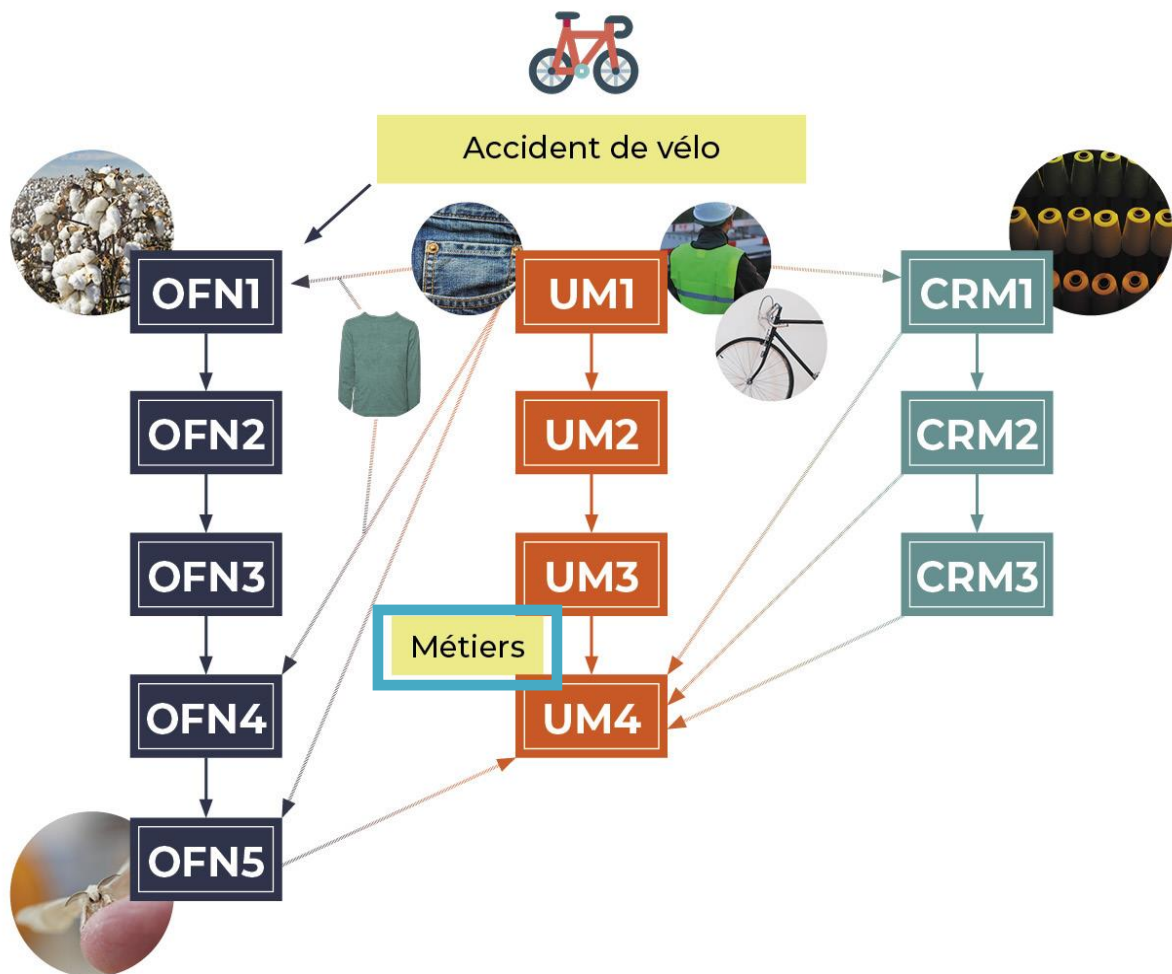 Accident de vélo
OFN1
UM1
CRM1
OFN2
UM2
CRM2
OFN3
UM3
CRM3
Métiers
OFN4
UM4
OFN5